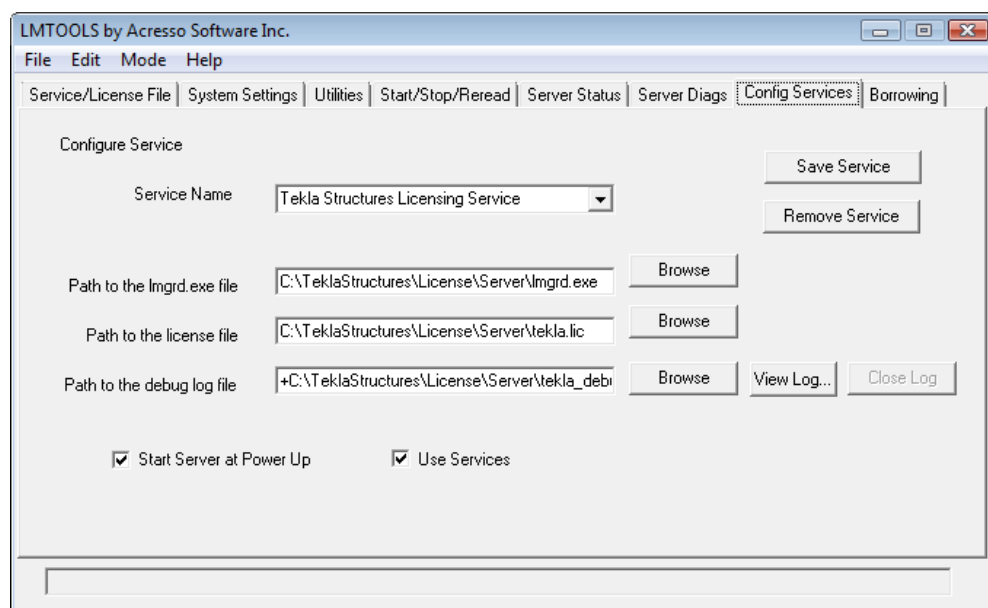 LMTOOLS by Acresso Software Inc.
File Edit Mode Help
Service/License File System Settings Utilities Start/Stop/Reread Server Status Server Diags Config Services Borrowing
Configure Service
Save Service
Service Name Tekla Structures Licensing Service
Remove Service
Path to the lmgrd.exe file C:\TeklaStructures\License\Server\lmgrd.exe Browse
Path to the license file C:\TeklaStructures\License\Server\tekla.lic Browse
Path to the debug log file +C:\TeklaStructures\License\Server\tekla_deb Browse View Log... Close Log
Start Server at Power Up Use Services